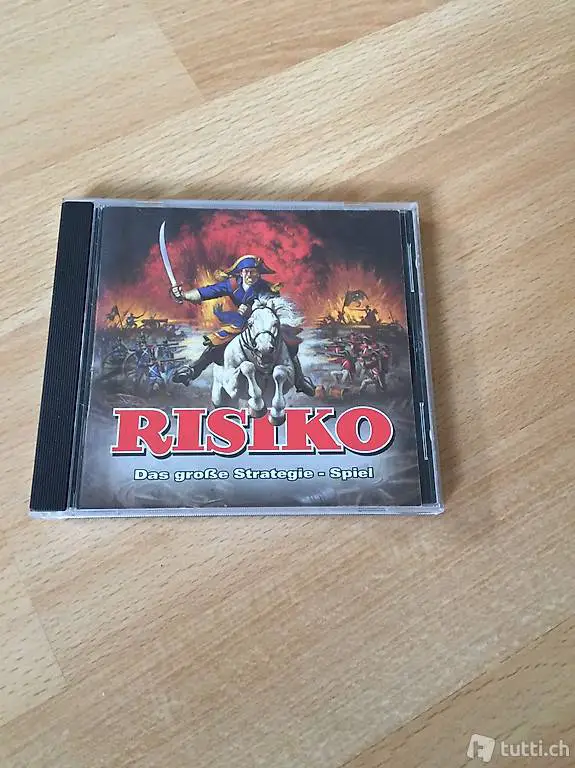 RISIKO
Das große Strategie - Spiel
tutti.ch